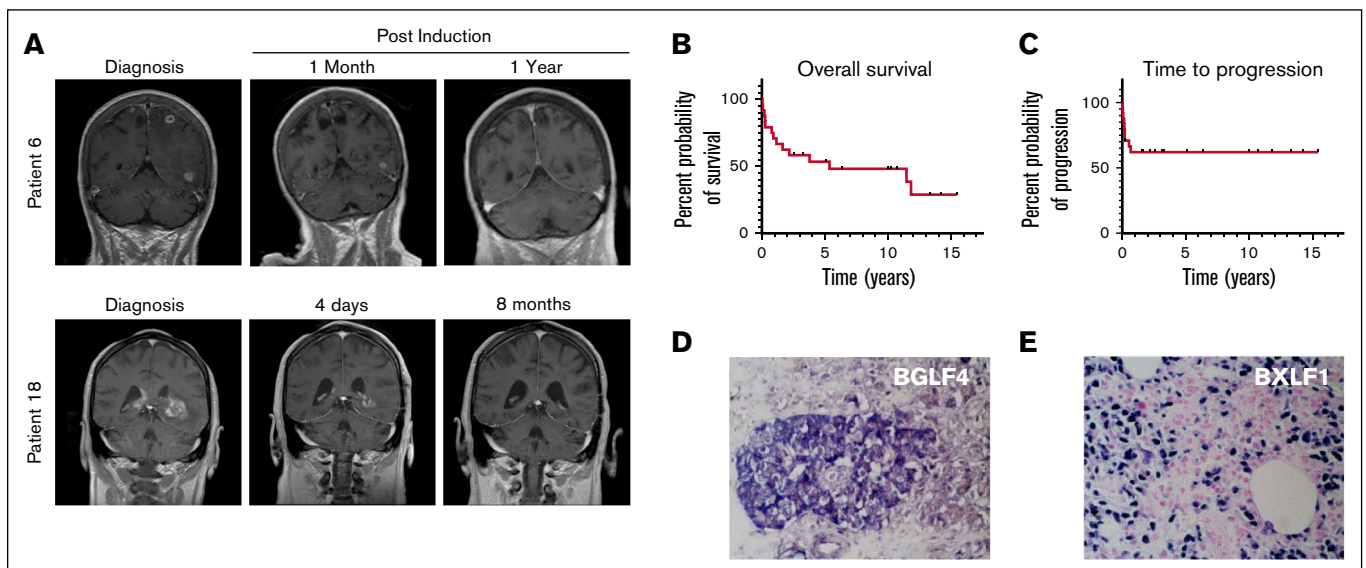 A
Post Induction
Diagnosis
1 Month
1 Year
Patient 6
Diagnosis
4 days
8 months
Patient 18
B
Overall survival
Percent probability
of survival
100
50
0
0 5 10 15
Time (years)
C
Time to progression
Percent probability
of progression
100
50
0
0 5 10 15
Time (years)
D
BGLF4
E
BXLF1